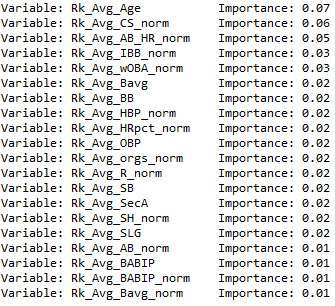 Variable: Rk_Avg_Age Importance: 0.07
Variable: Rk_Avg_CS_norm Importance: 0.06
Variable: Rk_Avg_AB_HR_norm Importance: 0.05
Variable: Rk_Avg_IBB_norm Importance: 0.03
Variable: Rk_Avg_wOBA_norm Importance: 0.03
Variable: Rk_Avg_Bavg Importance: 0.02
Variable: Rk_Avg_BB Importance: 0.02
Variable: Rk_Avg_HBP_norm Importance: 0.02
Variable: Rk_Avg_HRpct_norm Importance: 0.02
Variable: Rk_Avg_OBP Importance: 0.02
Variable: Rk_Avg_orgs_norm Importance: 0.02
Variable: Rk_Avg_R_norm Importance: 0.02
Variable: Rk_Avg_SB Importance: 0.02
Variable: Rk_Avg_SecA Importance: 0.02
Variable: Rk_Avg_SH_norm Importance: 0.02
Variable: Rk_Avg_SLG Importance: 0.02
Variable: Rk_Avg_AB_norm Importance: 0.01
Variable: Rk_Avg_BABIP Importance: 0.01
Variable: Rk_Avg_BABIP_norm Importance: 0.01
Variable: Rk_Avg_Bavg_norm Importance: 0.01